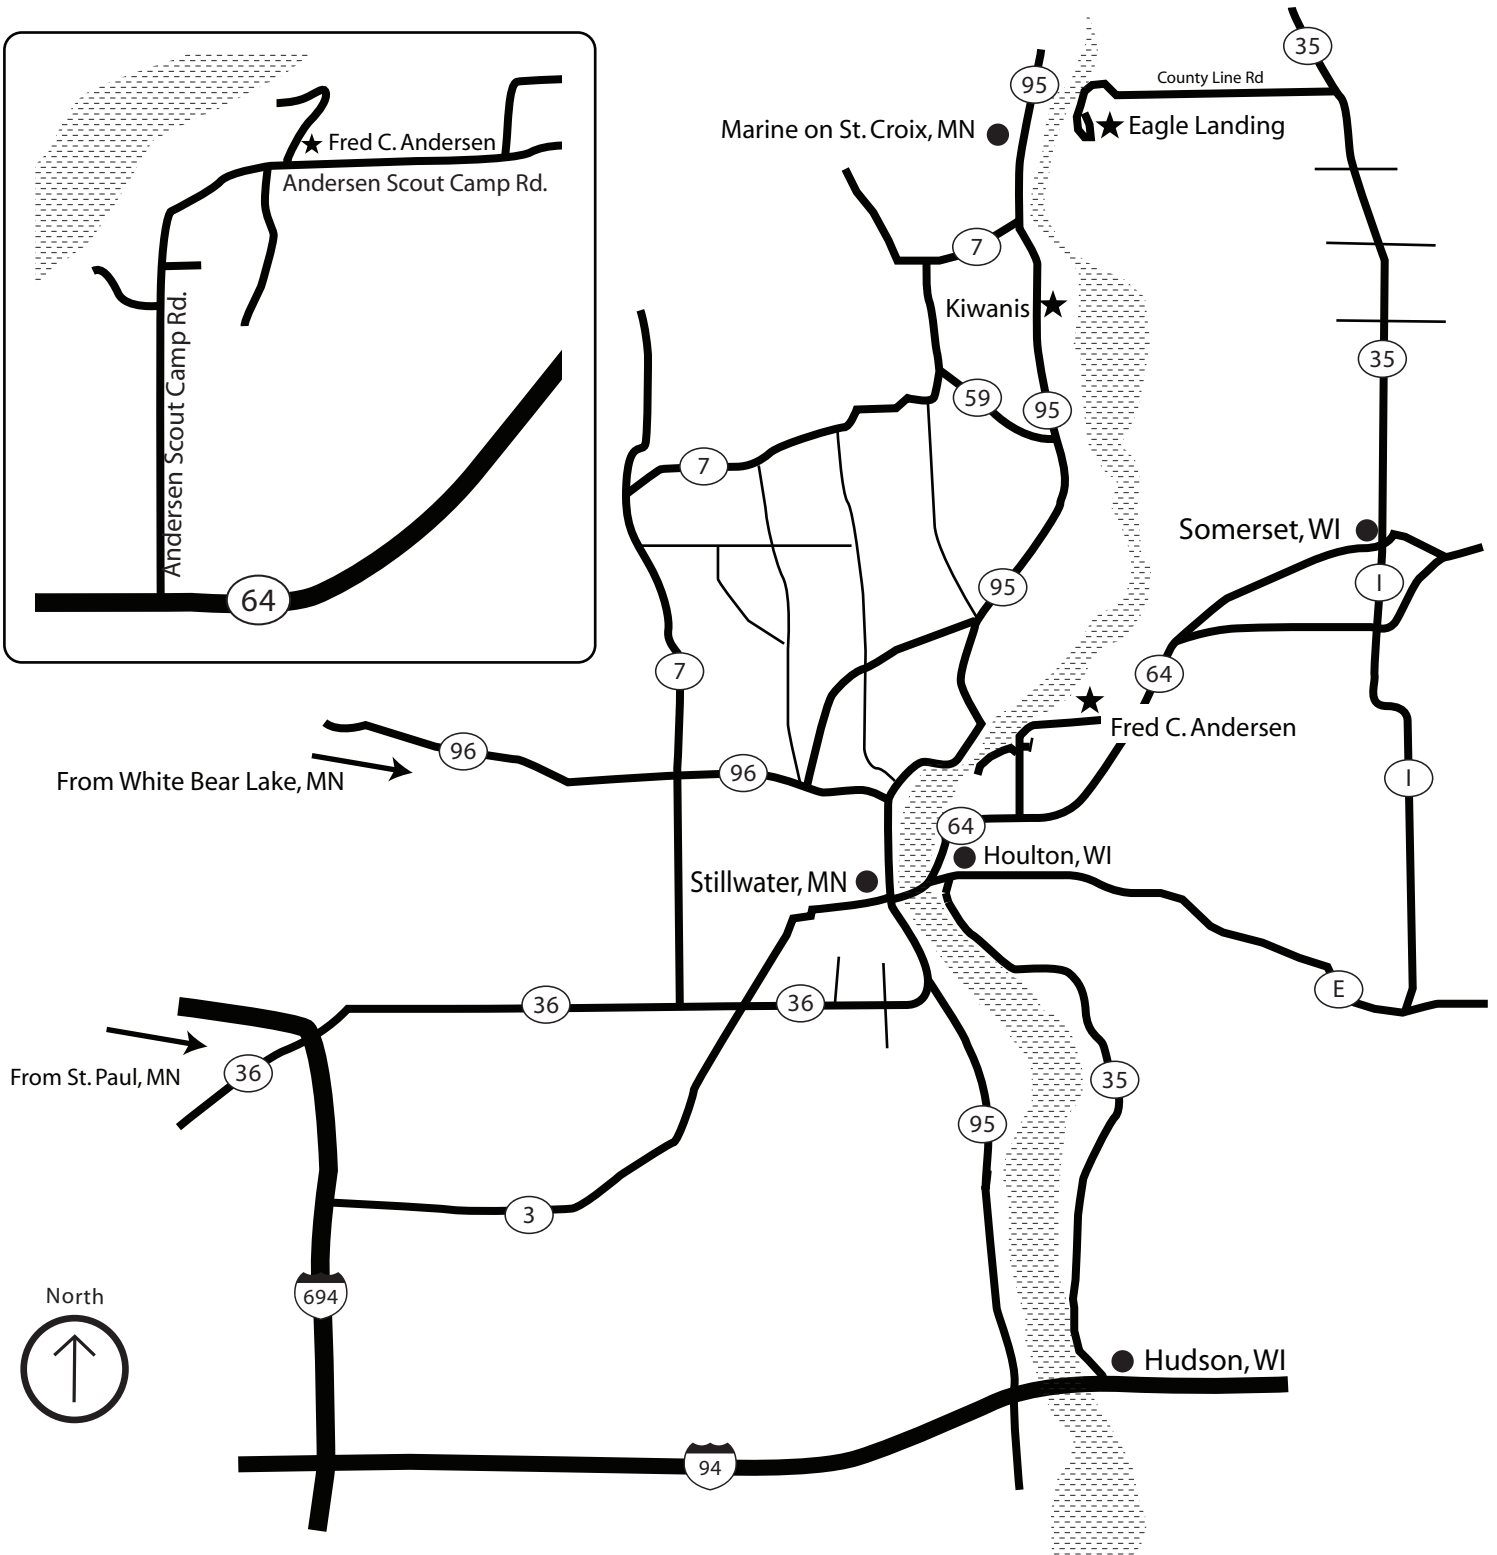 Fred C. Andersen
Andersen Scout Camp Rd.
Andersen Scout Camp Rd.
64
35
95
County Line Rd
Marine on St. Croix, MN
Eagle Landing
7
Kiwanis
35
59
95
7
Somerset, WI
I
95
7
64
Fred C. Andersen
96
96
From White Bear Lake, MN
I
64
Houlton, WI
Stillwater, MN
E
36
36
36
From St. Paul, MN
35
95
3
North
694
Hudson, WI
94